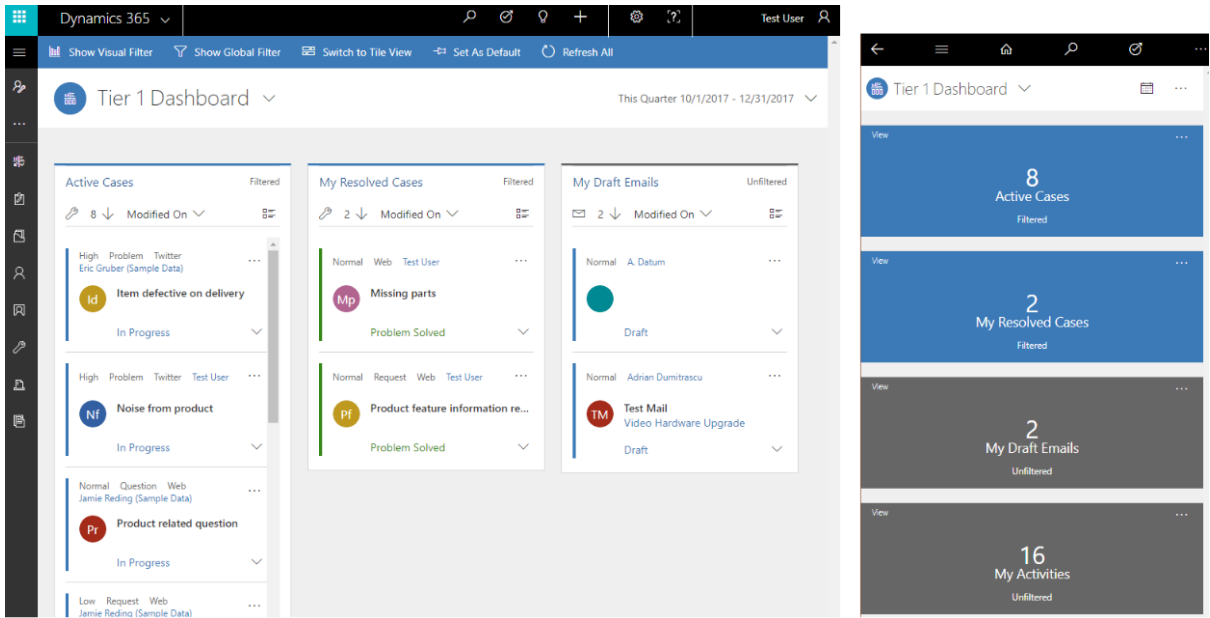 Dynamics 365
Test User
Show Visual Filter Show Global Filter Switch to Tile View Set As Default Refresh All
Tier 1 Dashboard
This Quarter 10/1/2017 - 12/31/2017
Active Cases Filtered
8 Modified On
High Problem Twitter
Eric Gruber (Sample Data)
Id Item defective on delivery
In Progress
High Problem Twitter Test User
Nf Noise from product
In Progress
Normal Question Web
Jamie Reding (Sample Data)
Pr Product related question
In Progress
Low Request Web
Jamie Reding (Sample Data)
My Resolved Cases Filtered
2 Modified On
Normal Web Test User
Mp Missing parts
Problem Solved
Normal Request Web Test User
Pf Product feature information re...
Problem Solved
My Draft Emails Unfiltered
2 Modified On
Normal A. Datum
Draft
Normal Adrian Dumitrascu
TM Test Mail
Video Hardware Upgrade
Draft
Tier 1 Dashboard
View
8
Active Cases
Filtered
View
2
My Resolved Cases
Filtered
View
2
My Draft Emails
Unfiltered
View
16
My Activities
Unfiltered